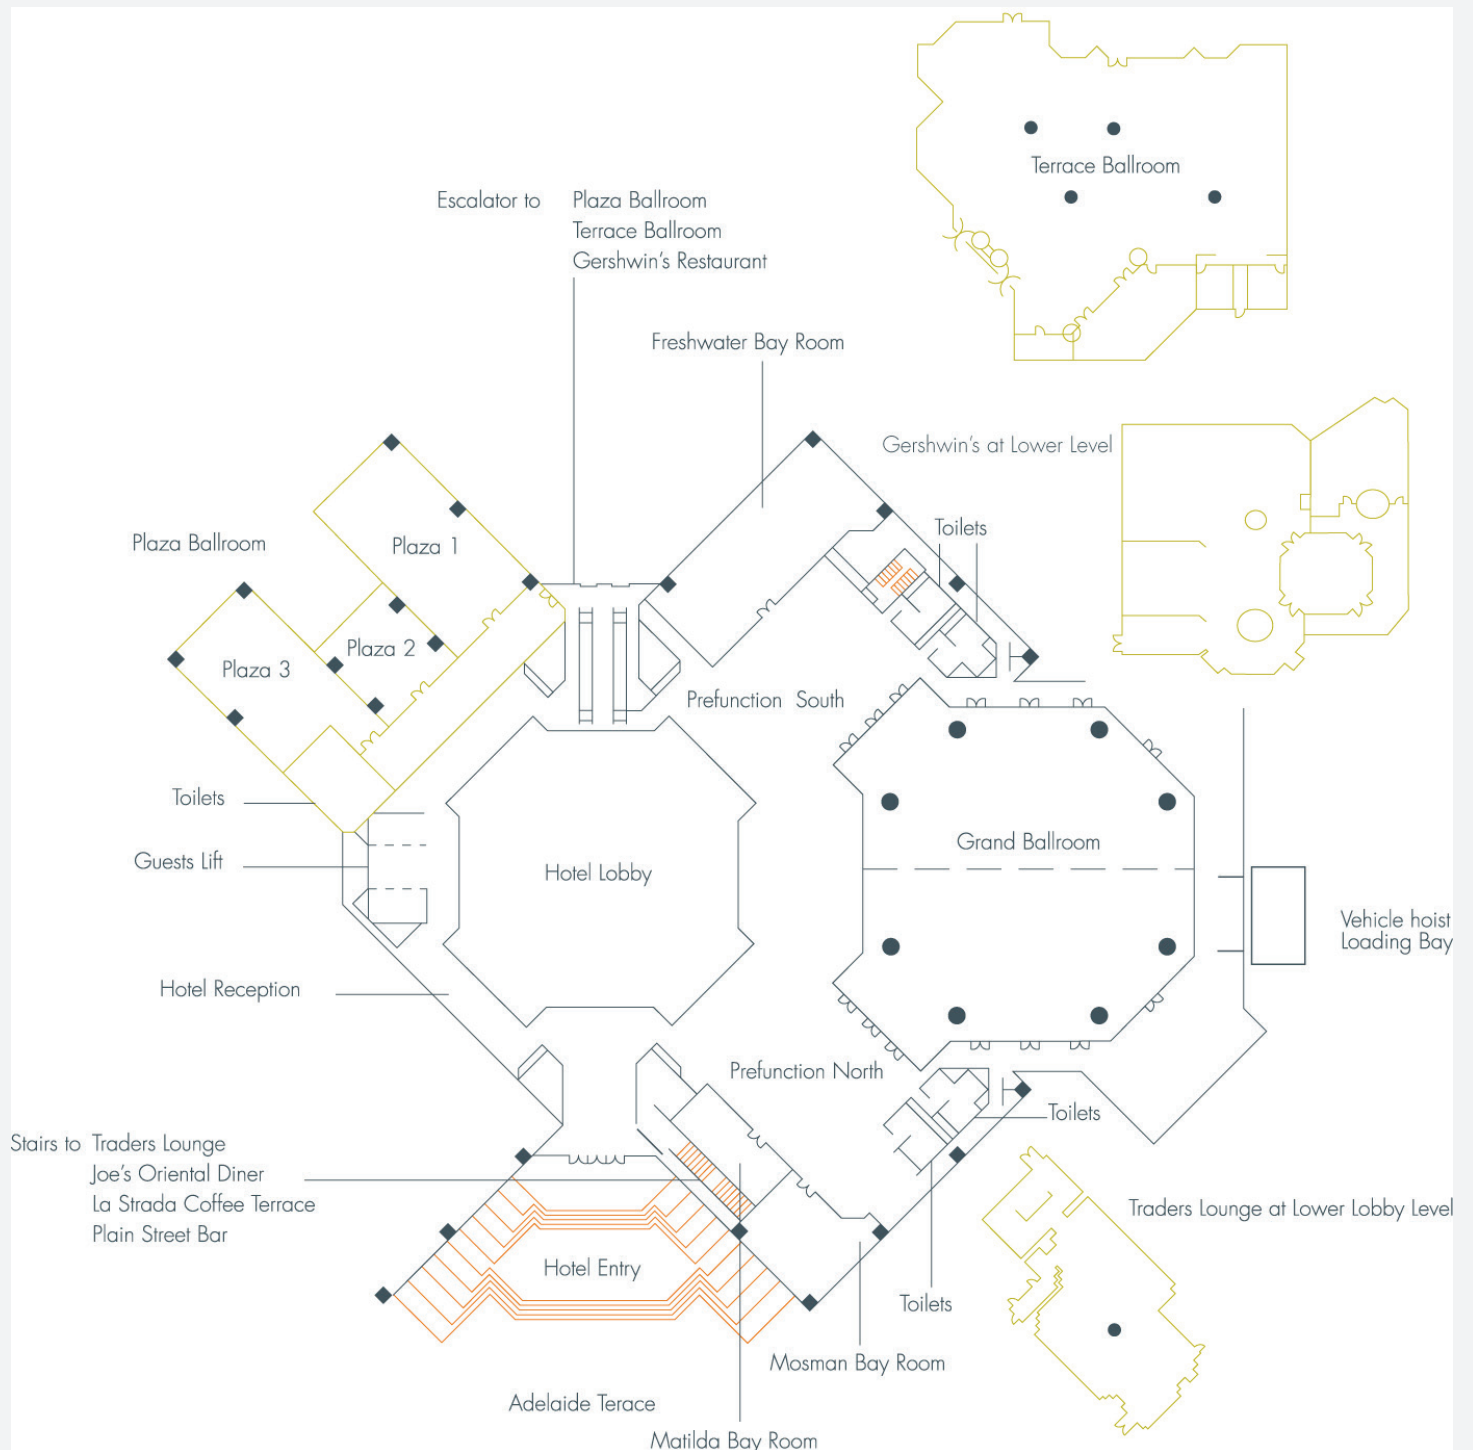 Terrace Ballroom
Escalator to Plaza Ballroom
Terrace Ballroom
Gershwin's Restaurant
Freshwater Bay Room
Gershwin's at Lower Level
Toilets
Plaza Ballroom
Plaza 1
Plaza 2
Plaza 3
Prefunction South
Toilets
Guests Lift
Hotel Lobby
Grand Ballroom
Vehicle hoist
Loading Bay
Hotel Reception
Prefunction North
Toilets
Stairs to Traders Lounge
Joe's Oriental Diner
La Strada Coffee Terrace
Plain Street Bar
Traders Lounge at Lower Lobby Level
Hotel Entry
Toilets
Mosman Bay Room
Adelaide Terace
Matilda Bay Room